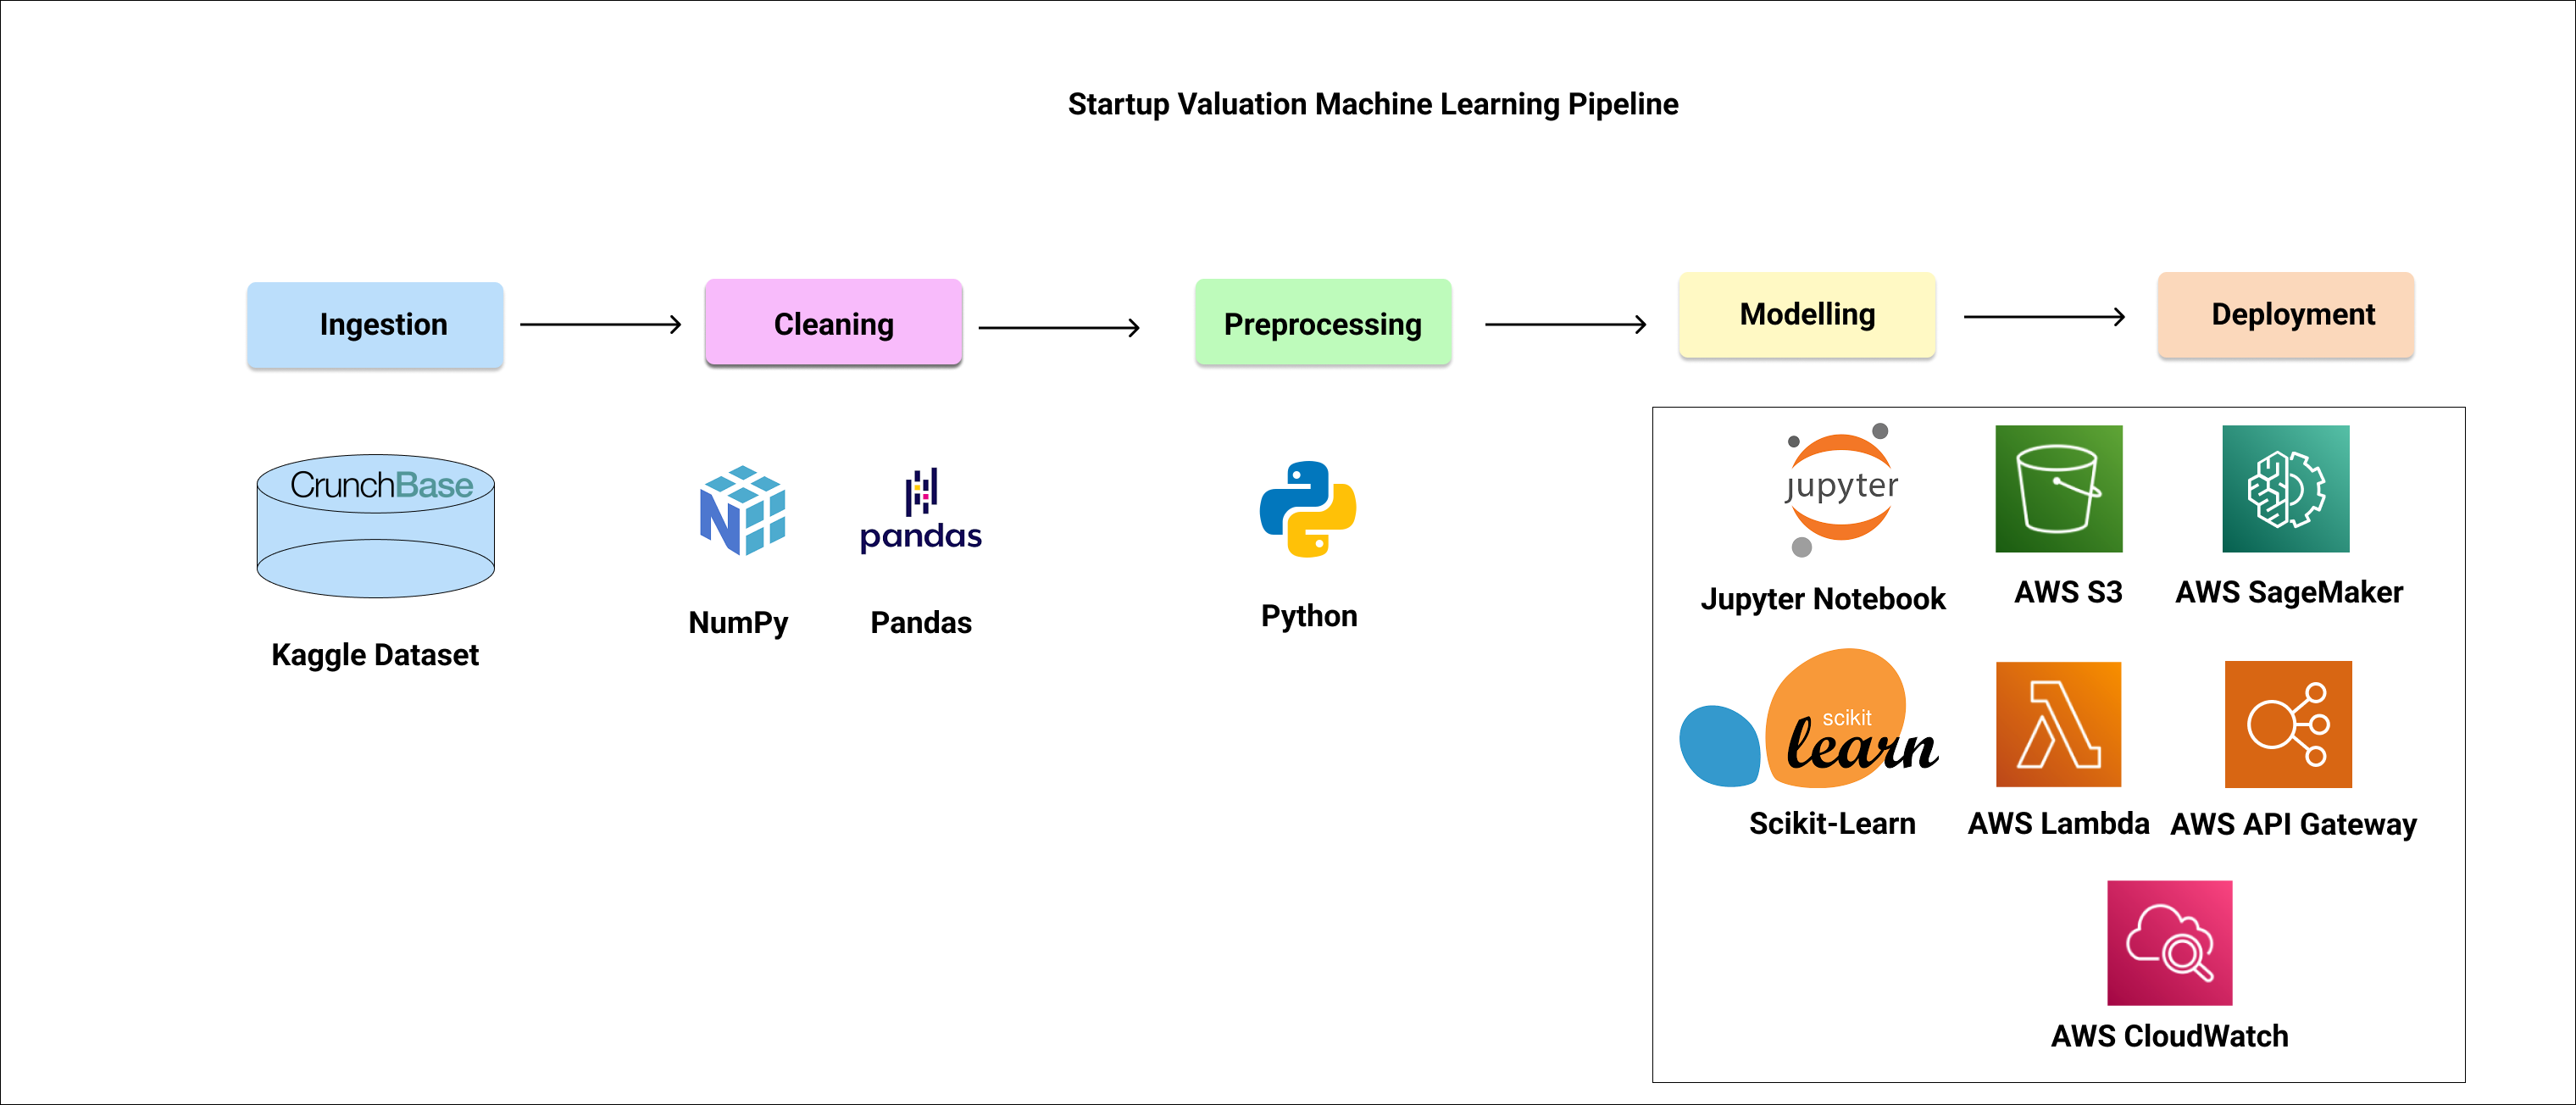 Startup Valuation Machine Learning Pipeline
Ingestion
Cleaning
Preprocessing
Modelling
Deployment
CrunchBase
Kaggle Dataset
N
pandas
NumPy
Pandas
Python
jupyter
Jupyter Notebook
AWS S3
AWS SageMaker
scikit
learn
Scikit-Learn
AWS Lambda
AWS API Gateway
AWS CloudWatch